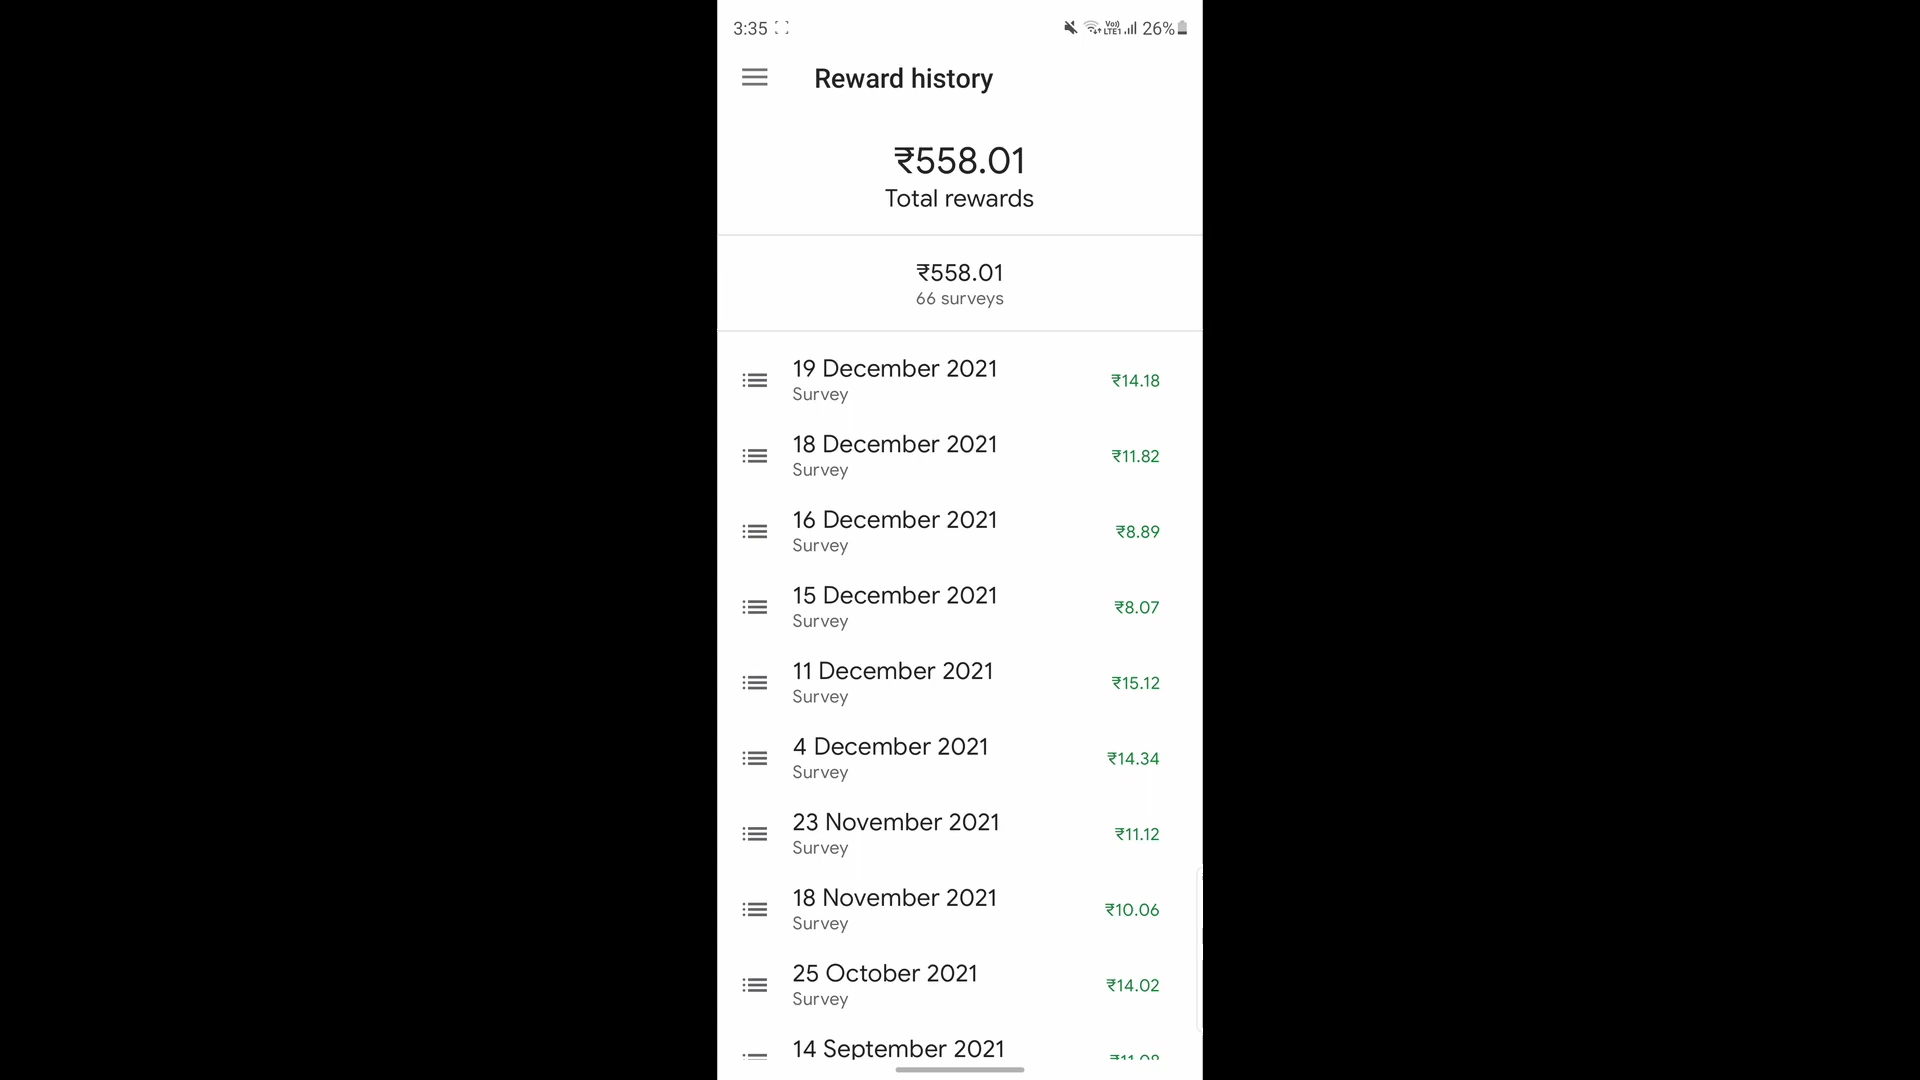 3:35 Vo)) LTE1 26%
Reward history
₹558.01
Total rewards
₹558.01
66 surveys
19 December 2021
Survey
₹14.18
18 December 2021
Survey
₹11.82
16 December 2021
Survey
₹8.89
15 December 2021
Survey
₹8.07
11 December 2021
Survey
₹15.12
4 December 2021
Survey
₹14.34
23 November 2021
Survey
₹11.12
18 November 2021
Survey
₹10.06
25 October 2021
Survey
₹14.02
14 September 2021